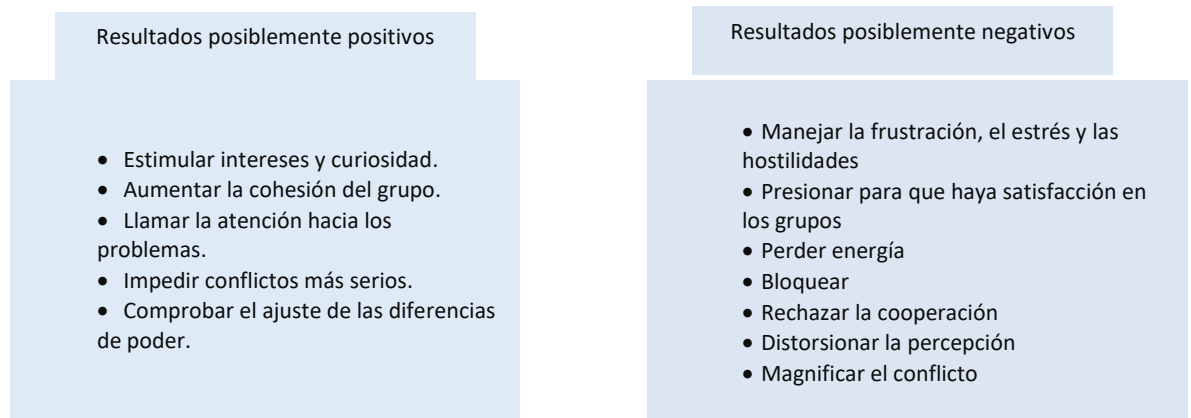 Resultados posiblemente positivos
• Estimular intereses y curiosidad.
• Aumentar la cohesión del grupo.
• Llamar la atención hacia los
problemas.
• Impedir conflictos más serios.
• Comprobar el ajuste de las diferencias
de poder.
Resultados posiblemente negativos
• Manejar la frustración, el estrés y las
hostilidades
• Presionar para que haya satisfacción en
los grupos
• Perder energía
• Bloquear
• Rechazar la cooperación
• Distorsionar la percepción
• Magnificar el conflicto